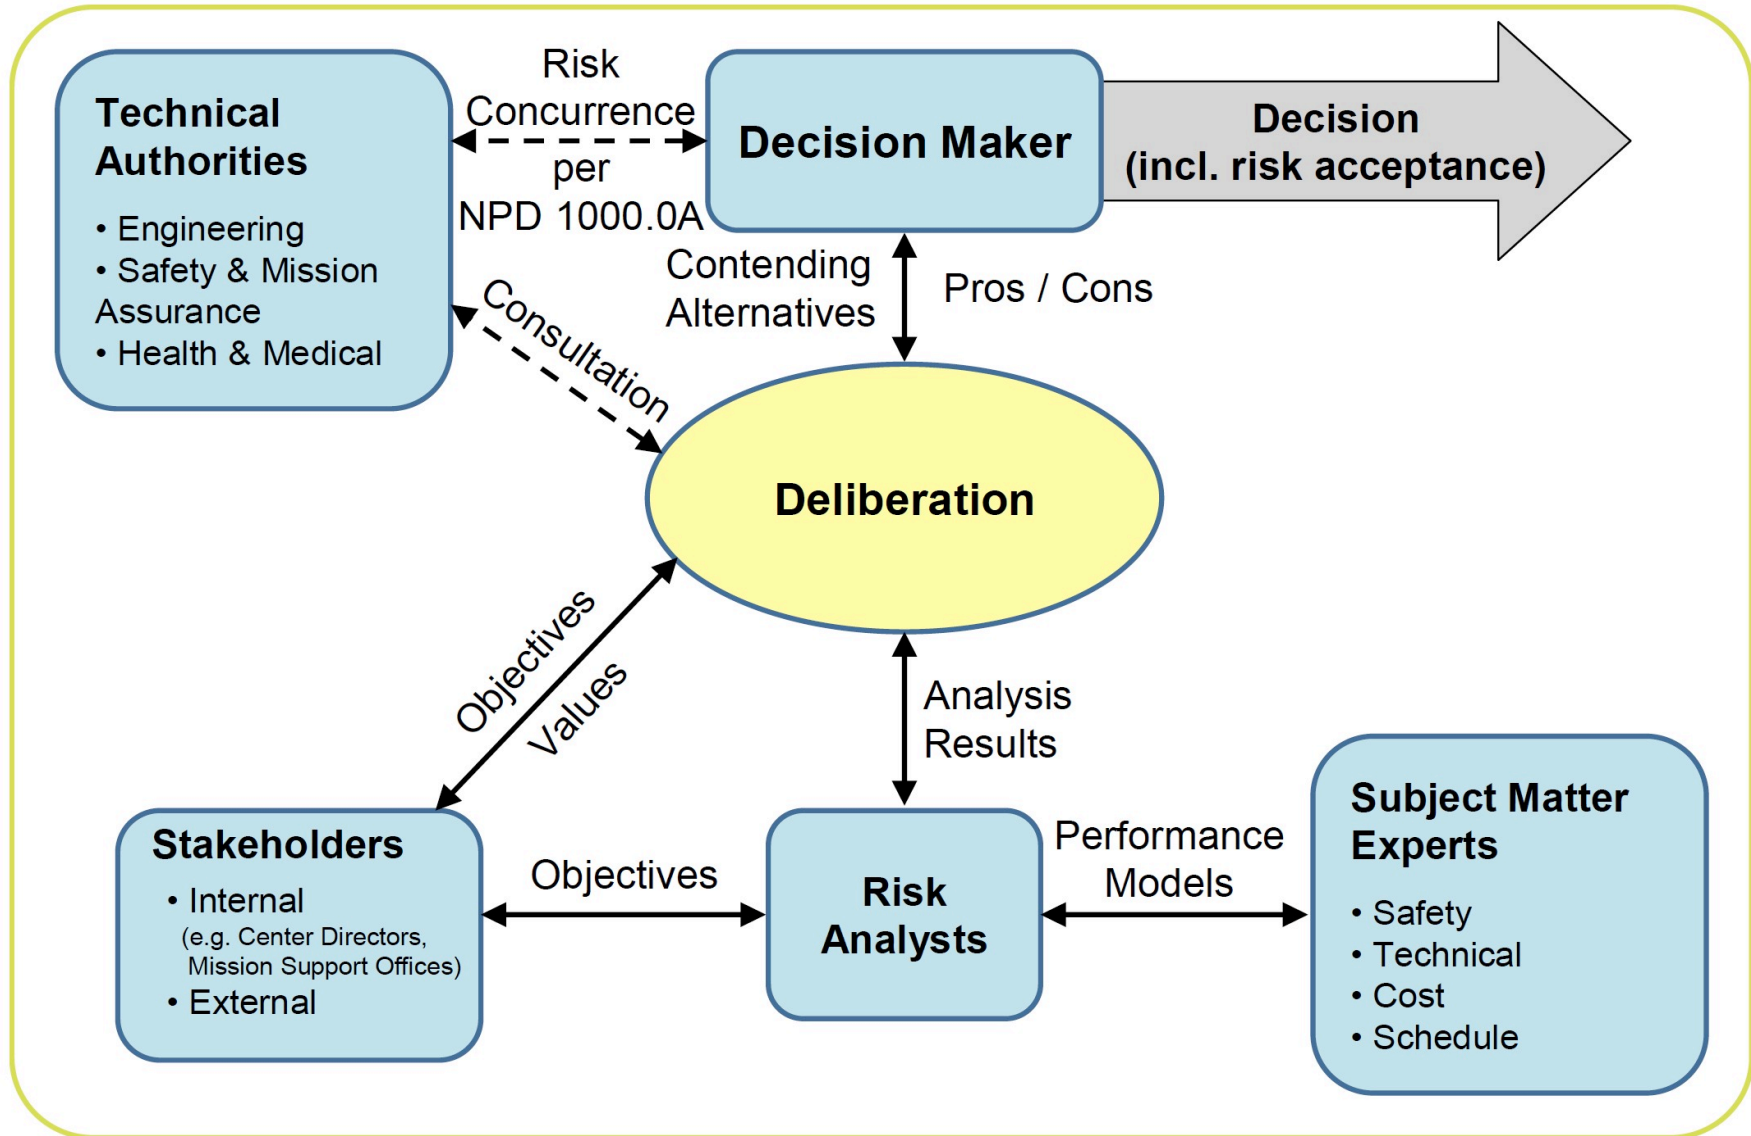 Technical
Authorities
• Engineering
• Safety & Mission
Assurance
• Health & Medical
Risk
Concurrence
per
NPD 1000.0A
Decision Maker
Decision
(incl. risk acceptance)
Consultation
Contending
Alternatives
Pros / Cons
Deliberation
Objectives
Values
Analysis
Results
Stakeholders
• Internal
(e.g. Center Directors,
Mission Support Offices)
• External
Objectives
Risk
Analysts
Performance
Models
Subject Matter
Experts
• Safety
• Technical
• Cost
• Schedule